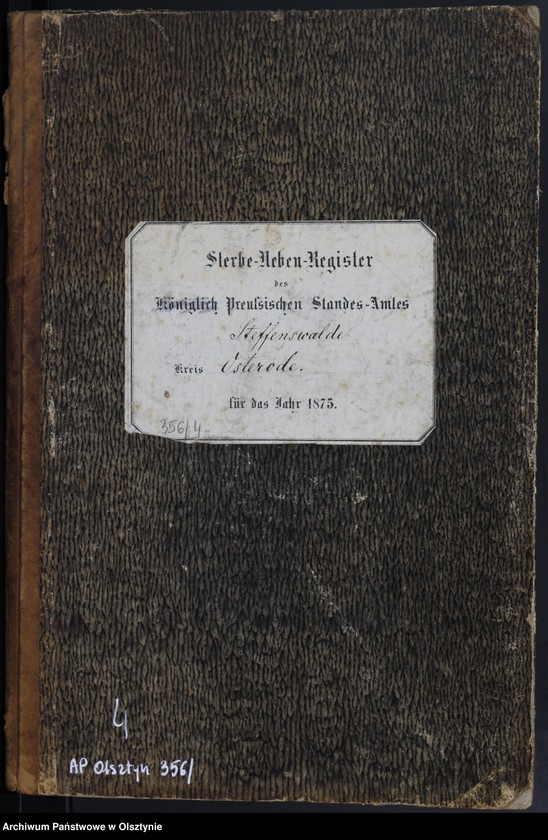 Sterbe-Neben-Register
des
Königlich Preußischen Standes-Amtes
Steffenswalde
Kreis Osterode.
für das Jahr 1875.
356/4
4
AP Olsztyn 356/
Archiwum Państwowe w Olsztynie